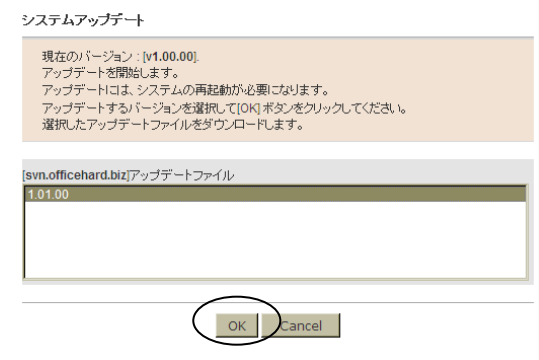 システムアップデート
現在のバージョン : [v1.00.00].
アップデートを開始します。
アップデートには、システムの再起動が必要になります。
アップデートするバージョンを選択して[OK]ボタンをクリックしてください。
選択したアップデートファイルをダウンロードします。
[svn.officehard.biz]アップデートファイル
1.01.00
OK Cancel